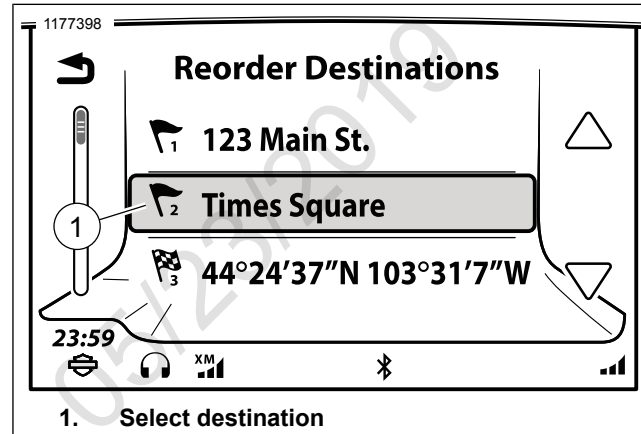 1177398
Reorder Destinations
1 123 Main St.
2 Times Square
1
3 44°24′37″N 103°31′7″W
23:59
XM
05/23/2019
1. Select destination